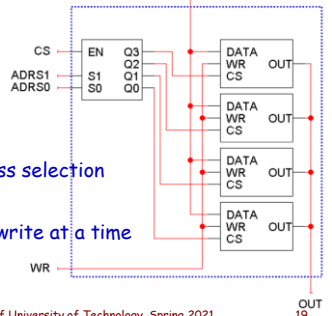 CS
ADRS1
ADRS0
EN Q3
Q2
S1 Q1
S0 Q0
DATA
WR OUT
CS
DATA
WR OUT
CS
DATA
WR OUT
CS
DATA
WR OUT
CS
ss selection
write at a time
WR
OUT
f University of Technology, Spring 2021 19